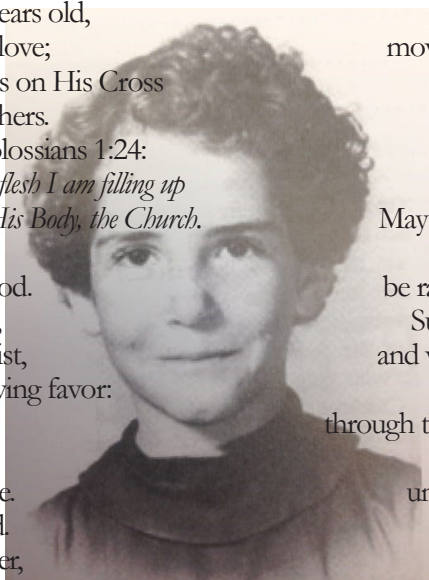 ears old,
love;
s on His Cross
hers.
lossians 1:24:
flesh I am filling up
His Body, the Church.
od.
ist,
ving favor:
e.
d.
er,
mov
May
be ra
Su
and v
through t
un